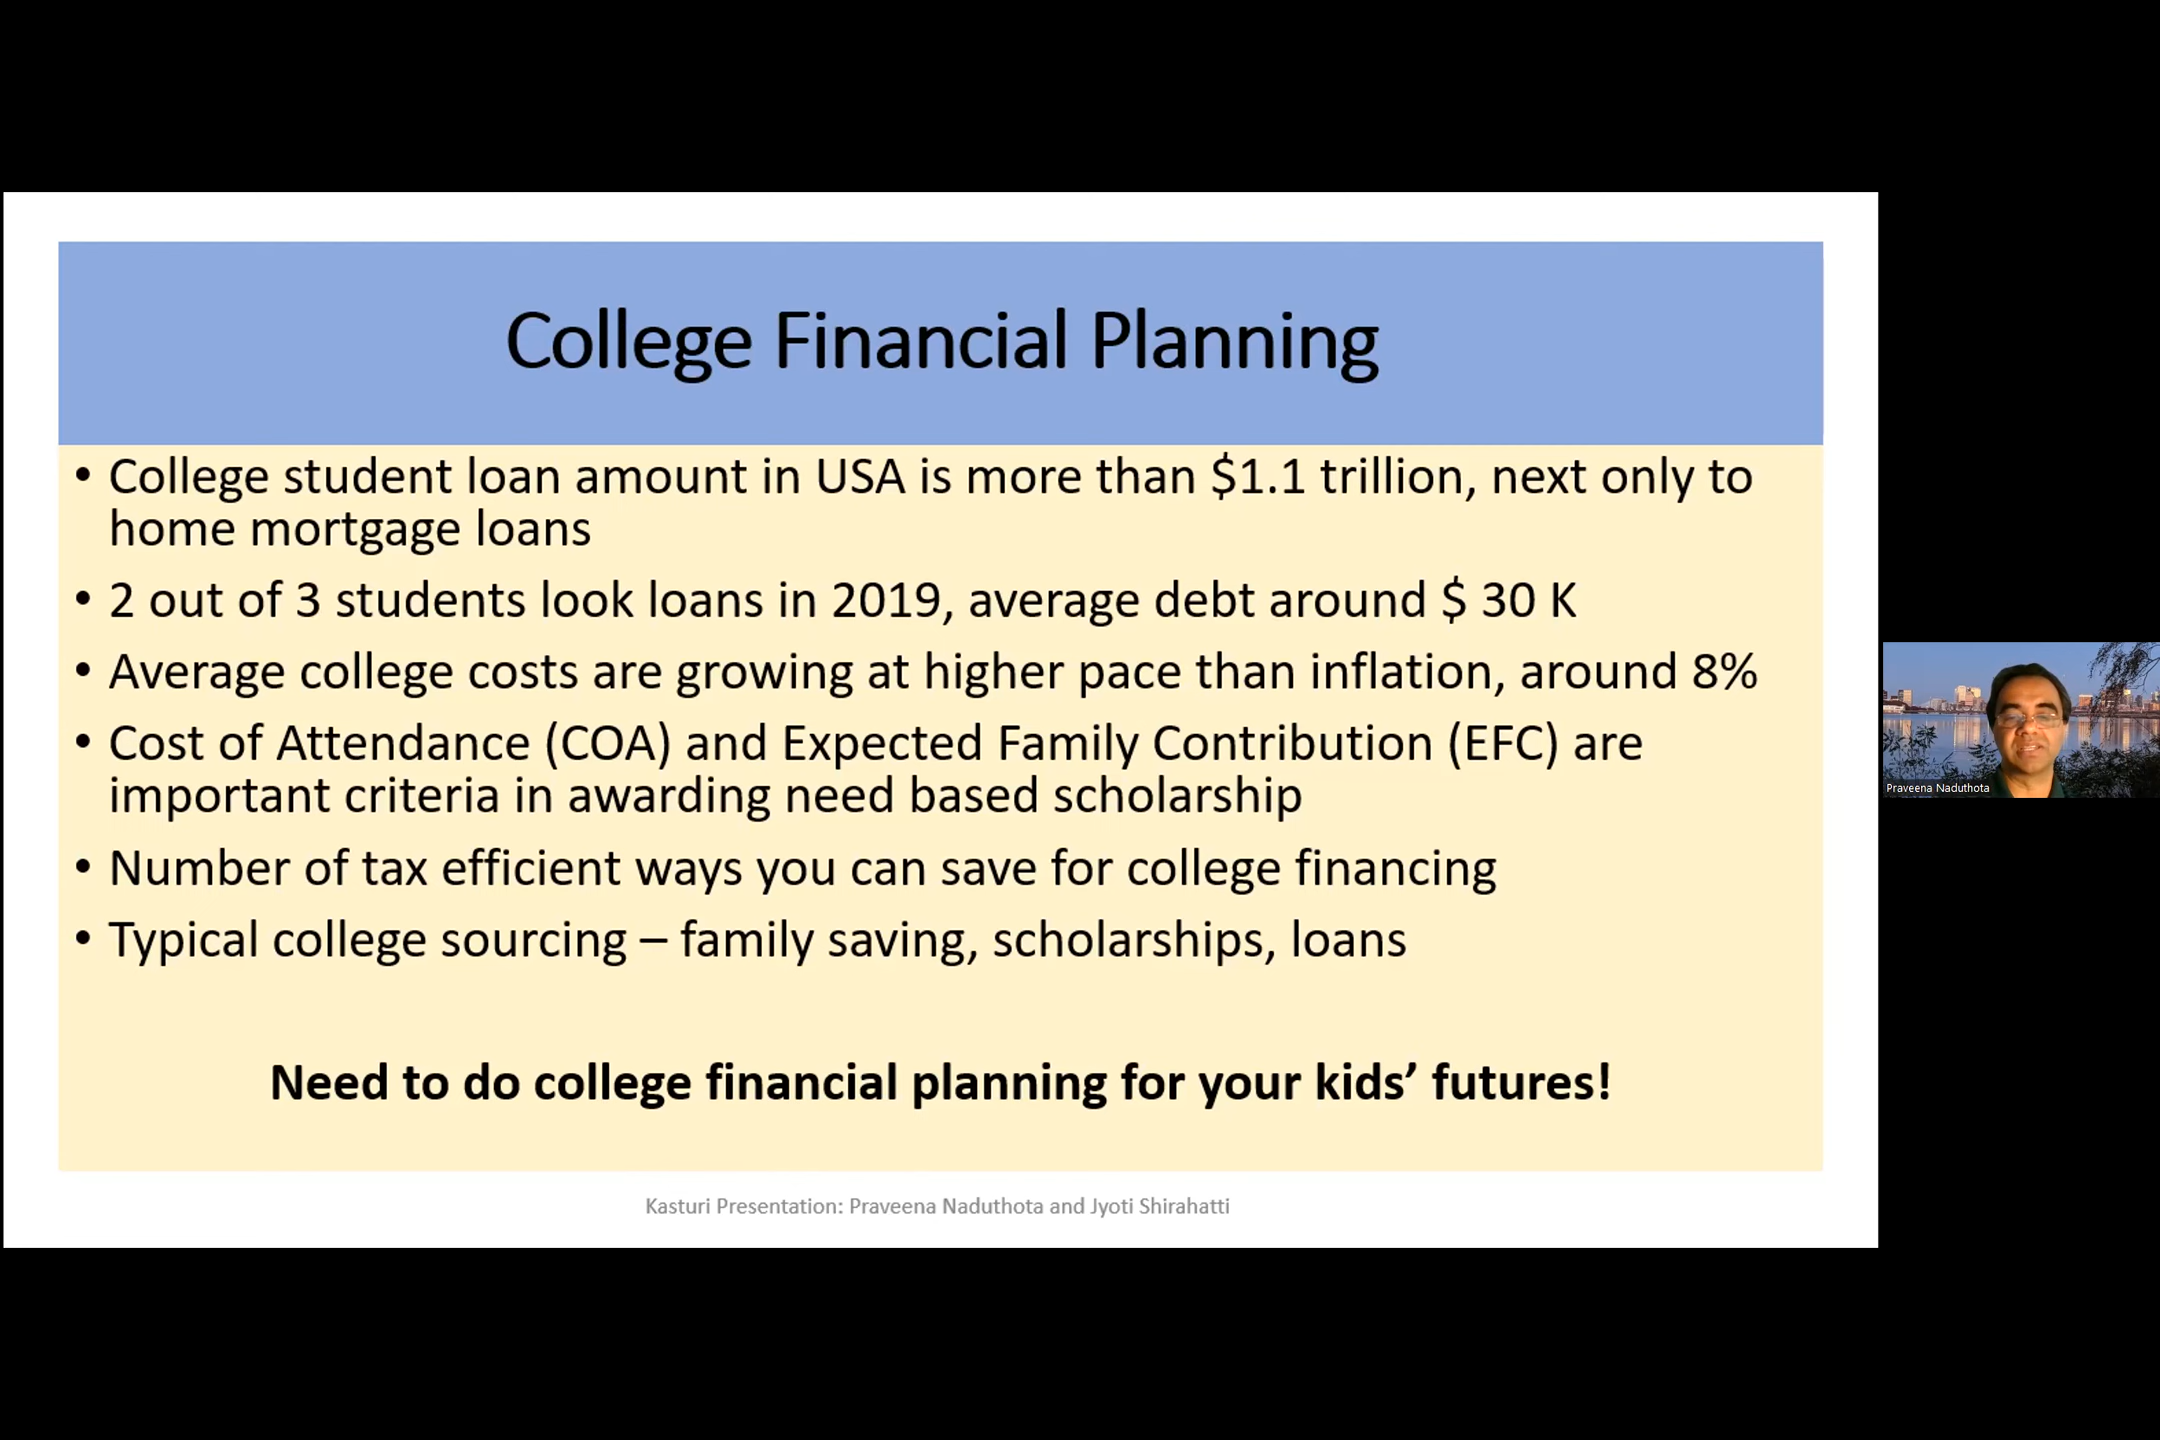 College Financial Planning
• College student loan amount in USA is more than $1.1 trillion, next only to
home mortgage loans
• 2 out of 3 students look loans in 2019, average debt around $ 30 K
• Average college costs are growing at higher pace than inflation, around 8%
• Cost of Attendance (COA) and Expected Family Contribution (EFC) are
important criteria in awarding need based scholarship
• Number of tax efficient ways you can save for college financing
• Typical college sourcing – family saving, scholarships, loans
Need to do college financial planning for your kids’ futures!
Kasturi Presentation: Praveena Naduthota and Jyoti Shirahatti
Praveena Naduthota